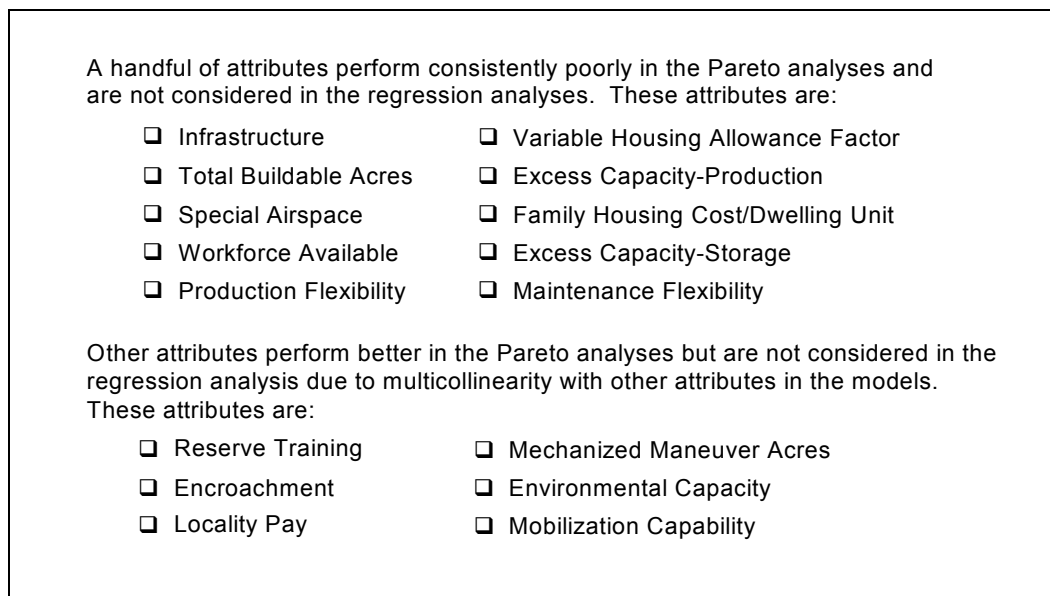 A handful of attributes perform consistently poorly in the Pareto analyses and
are not considered in the regression analyses.  These attributes are:
❑ Infrastructure
❑ Variable Housing Allowance Factor
❑ Total Buildable Acres
❑ Excess Capacity-Production
❑ Special Airspace
❑ Family Housing Cost/Dwelling Unit
❑ Workforce Available
❑ Excess Capacity-Storage
❑ Production Flexibility
❑ Maintenance Flexibility
Other attributes perform better in the Pareto analyses but are not considered in the
regression analysis due to multicollinearity with other attributes in the models.
These attributes are:
❑ Reserve Training
❑ Mechanized Maneuver Acres
❑ Encroachment
❑ Environmental Capacity
❑ Locality Pay
❑ Mobilization Capability